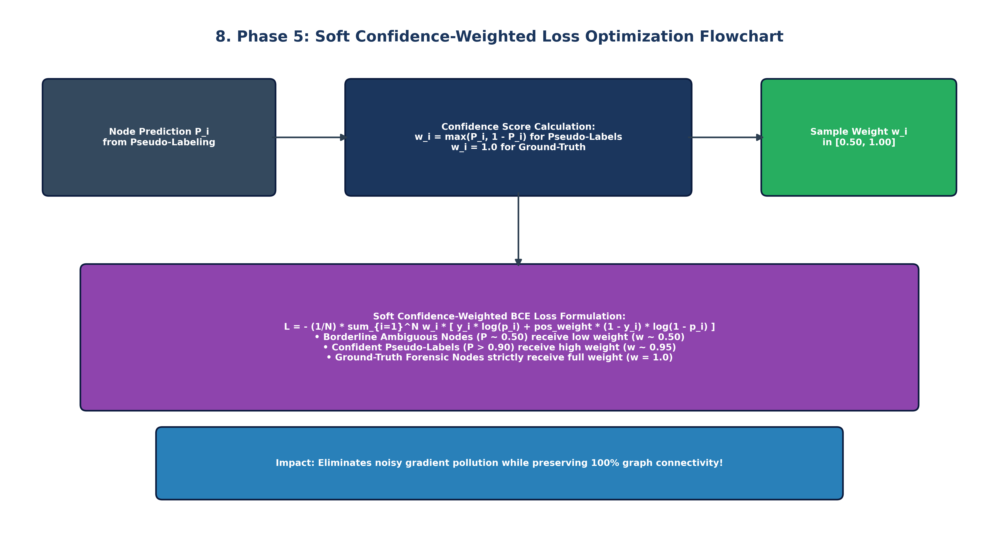 8. Phase 5: Soft Confidence-Weighted Loss Optimization Flowchart
Node Prediction P_i
from Pseudo-Labeling
Confidence Score Calculation:
w_i = max(P_i, 1 - P_i) for Pseudo-Labels
w_i = 1.0 for Ground-Truth
Sample Weight w_i
in [0.50, 1.00]
Soft Confidence-Weighted BCE Loss Formulation:
L = - (1/N) * sum_{i=1}^N w_i * [ y_i * log(p_i) + pos_weight * (1 - y_i) * log(1 - p_i) ]
• Borderline Ambiguous Nodes (P ~ 0.50) receive low weight (w ~ 0.50)
• Confident Pseudo-Labels (P > 0.90) receive high weight (w ~ 0.95)
• Ground-Truth Forensic Nodes strictly receive full weight (w = 1.0)
Impact: Eliminates noisy gradient pollution while preserving 100% graph connectivity!